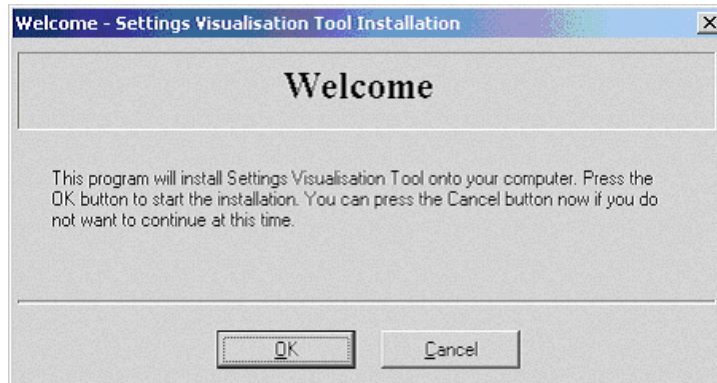 Welcome - Settings Visualisation Tool Installation
Welcome
This program will install Settings Visualisation Tool onto your computer. Press the
OK button to start the installation. You can press the Cancel button now if you do
not want to continue at this time.
OK
Cancel